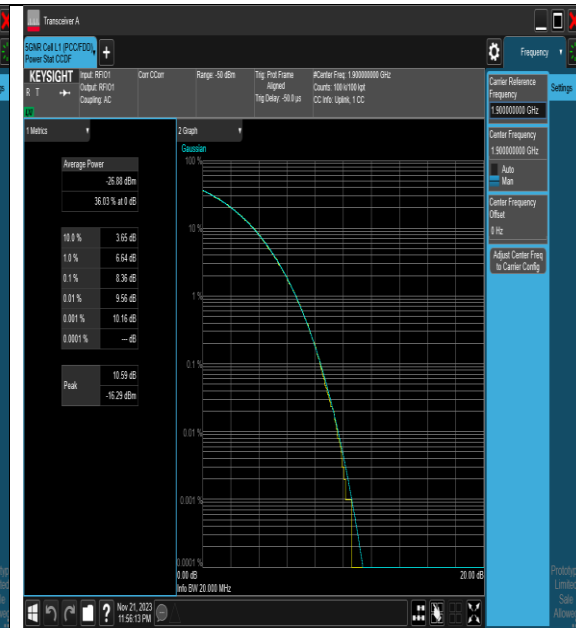 Transceiver A
5GNR Cell L1 (PCC/FDD)
Power Stat CCDF
+
Frequency
KEYSIGHT
R T
LXI
Input: RFIO1
Output: RFIO1
Coupling: AC
Corr CCorr
Range: -50 dBm
Trig: Prot Frame
Aligned
Trig Delay: -50.0 µs
#Center Freq: 1.900000000 GHz
Counts: 100 k/100 kpt
CC Info: Uplink, 1 CC
Carrier Reference
Frequency
1.900000000 GHz
Settings
Center Frequency
1.900000000 GHz
Auto
Man
Center Frequency
Offset
0 Hz
Adjust Center Freq
to Carrier Config
1 Metrics
Average Power
-26.88 dBm
36.03 % at 0 dB
10.0 % 3.65 dB
1.0 % 6.64 dB
0.1 % 8.36 dB
0.01 % 9.56 dB
0.001 % 10.16 dB
0.0001 % --- dB
Peak
10.59 dB
-16.29 dBm
2 Graph
Gaussian
100 %
10 %
1 %
0.1 %
0.01 %
0.001 %
0.0001 %
0.00 dB
20.00 dB
Info BW 20.000 MHz
?
Nov 21, 2023
11:56:13 PM